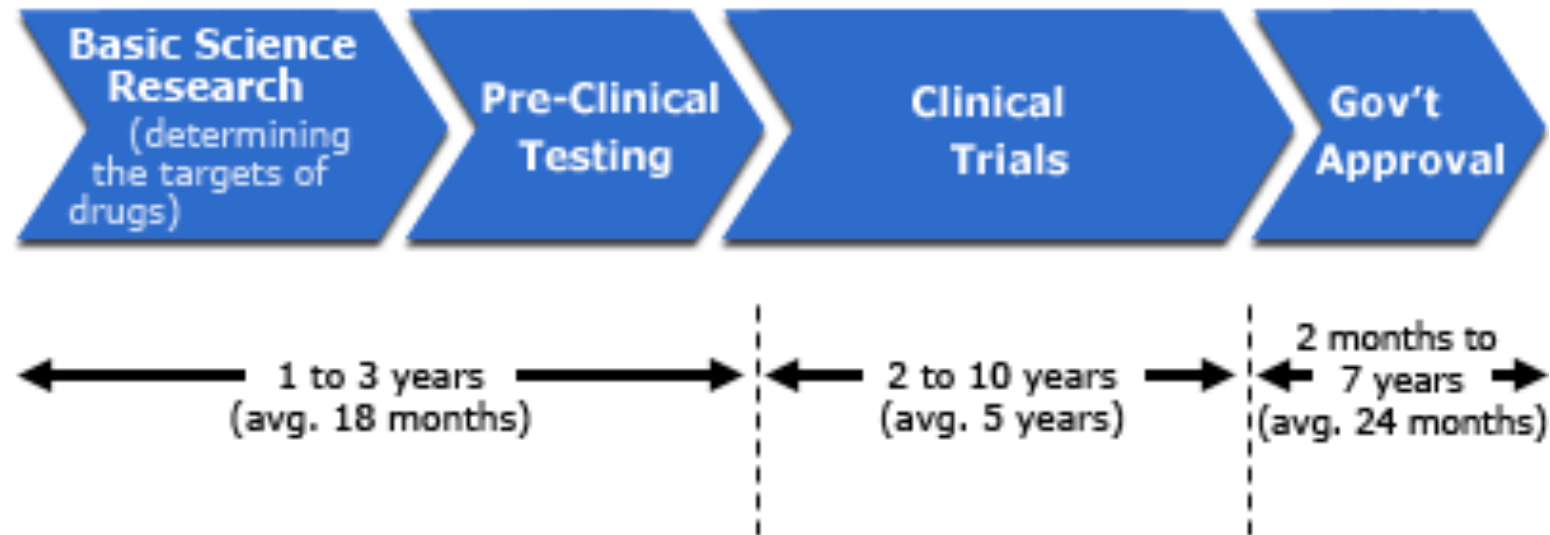 Basic Science
Research
(determining
the targets of
drugs)
Pre-Clinical
Testing
Clinical
Trials
Gov't
Approval
1 to 3 years
(avg. 18 months)
2 to 10 years
(avg. 5 years)
2 months to
7 years
(avg. 24 months)